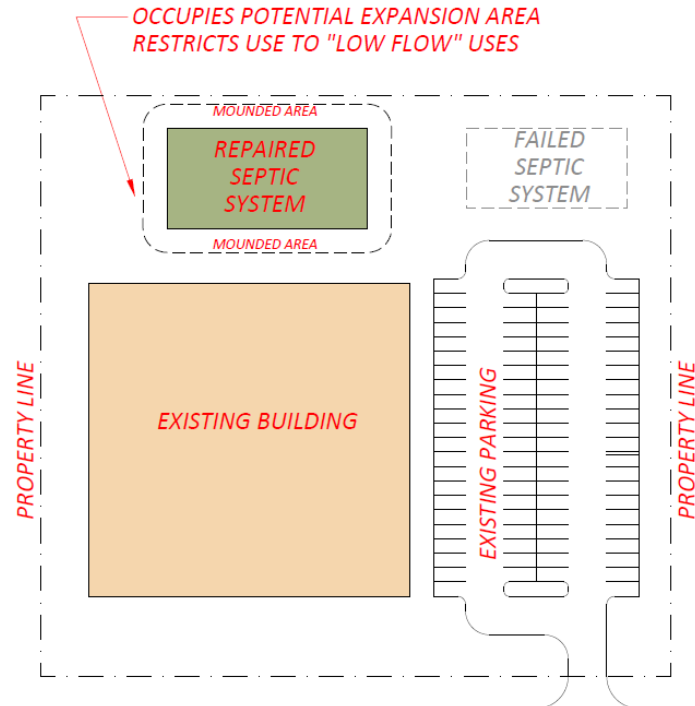 OCCUPIES POTENTIAL EXPANSION AREA
RESTRICTS USE TO "LOW FLOW" USES
MOUNDED AREA
REPAIRED
SEPTIC
SYSTEM
MOUNDED AREA
FAILED
SEPTIC
SYSTEM
PROPERTY LINE
EXISTING BUILDING
EXISTING PARKING
PROPERTY LINE